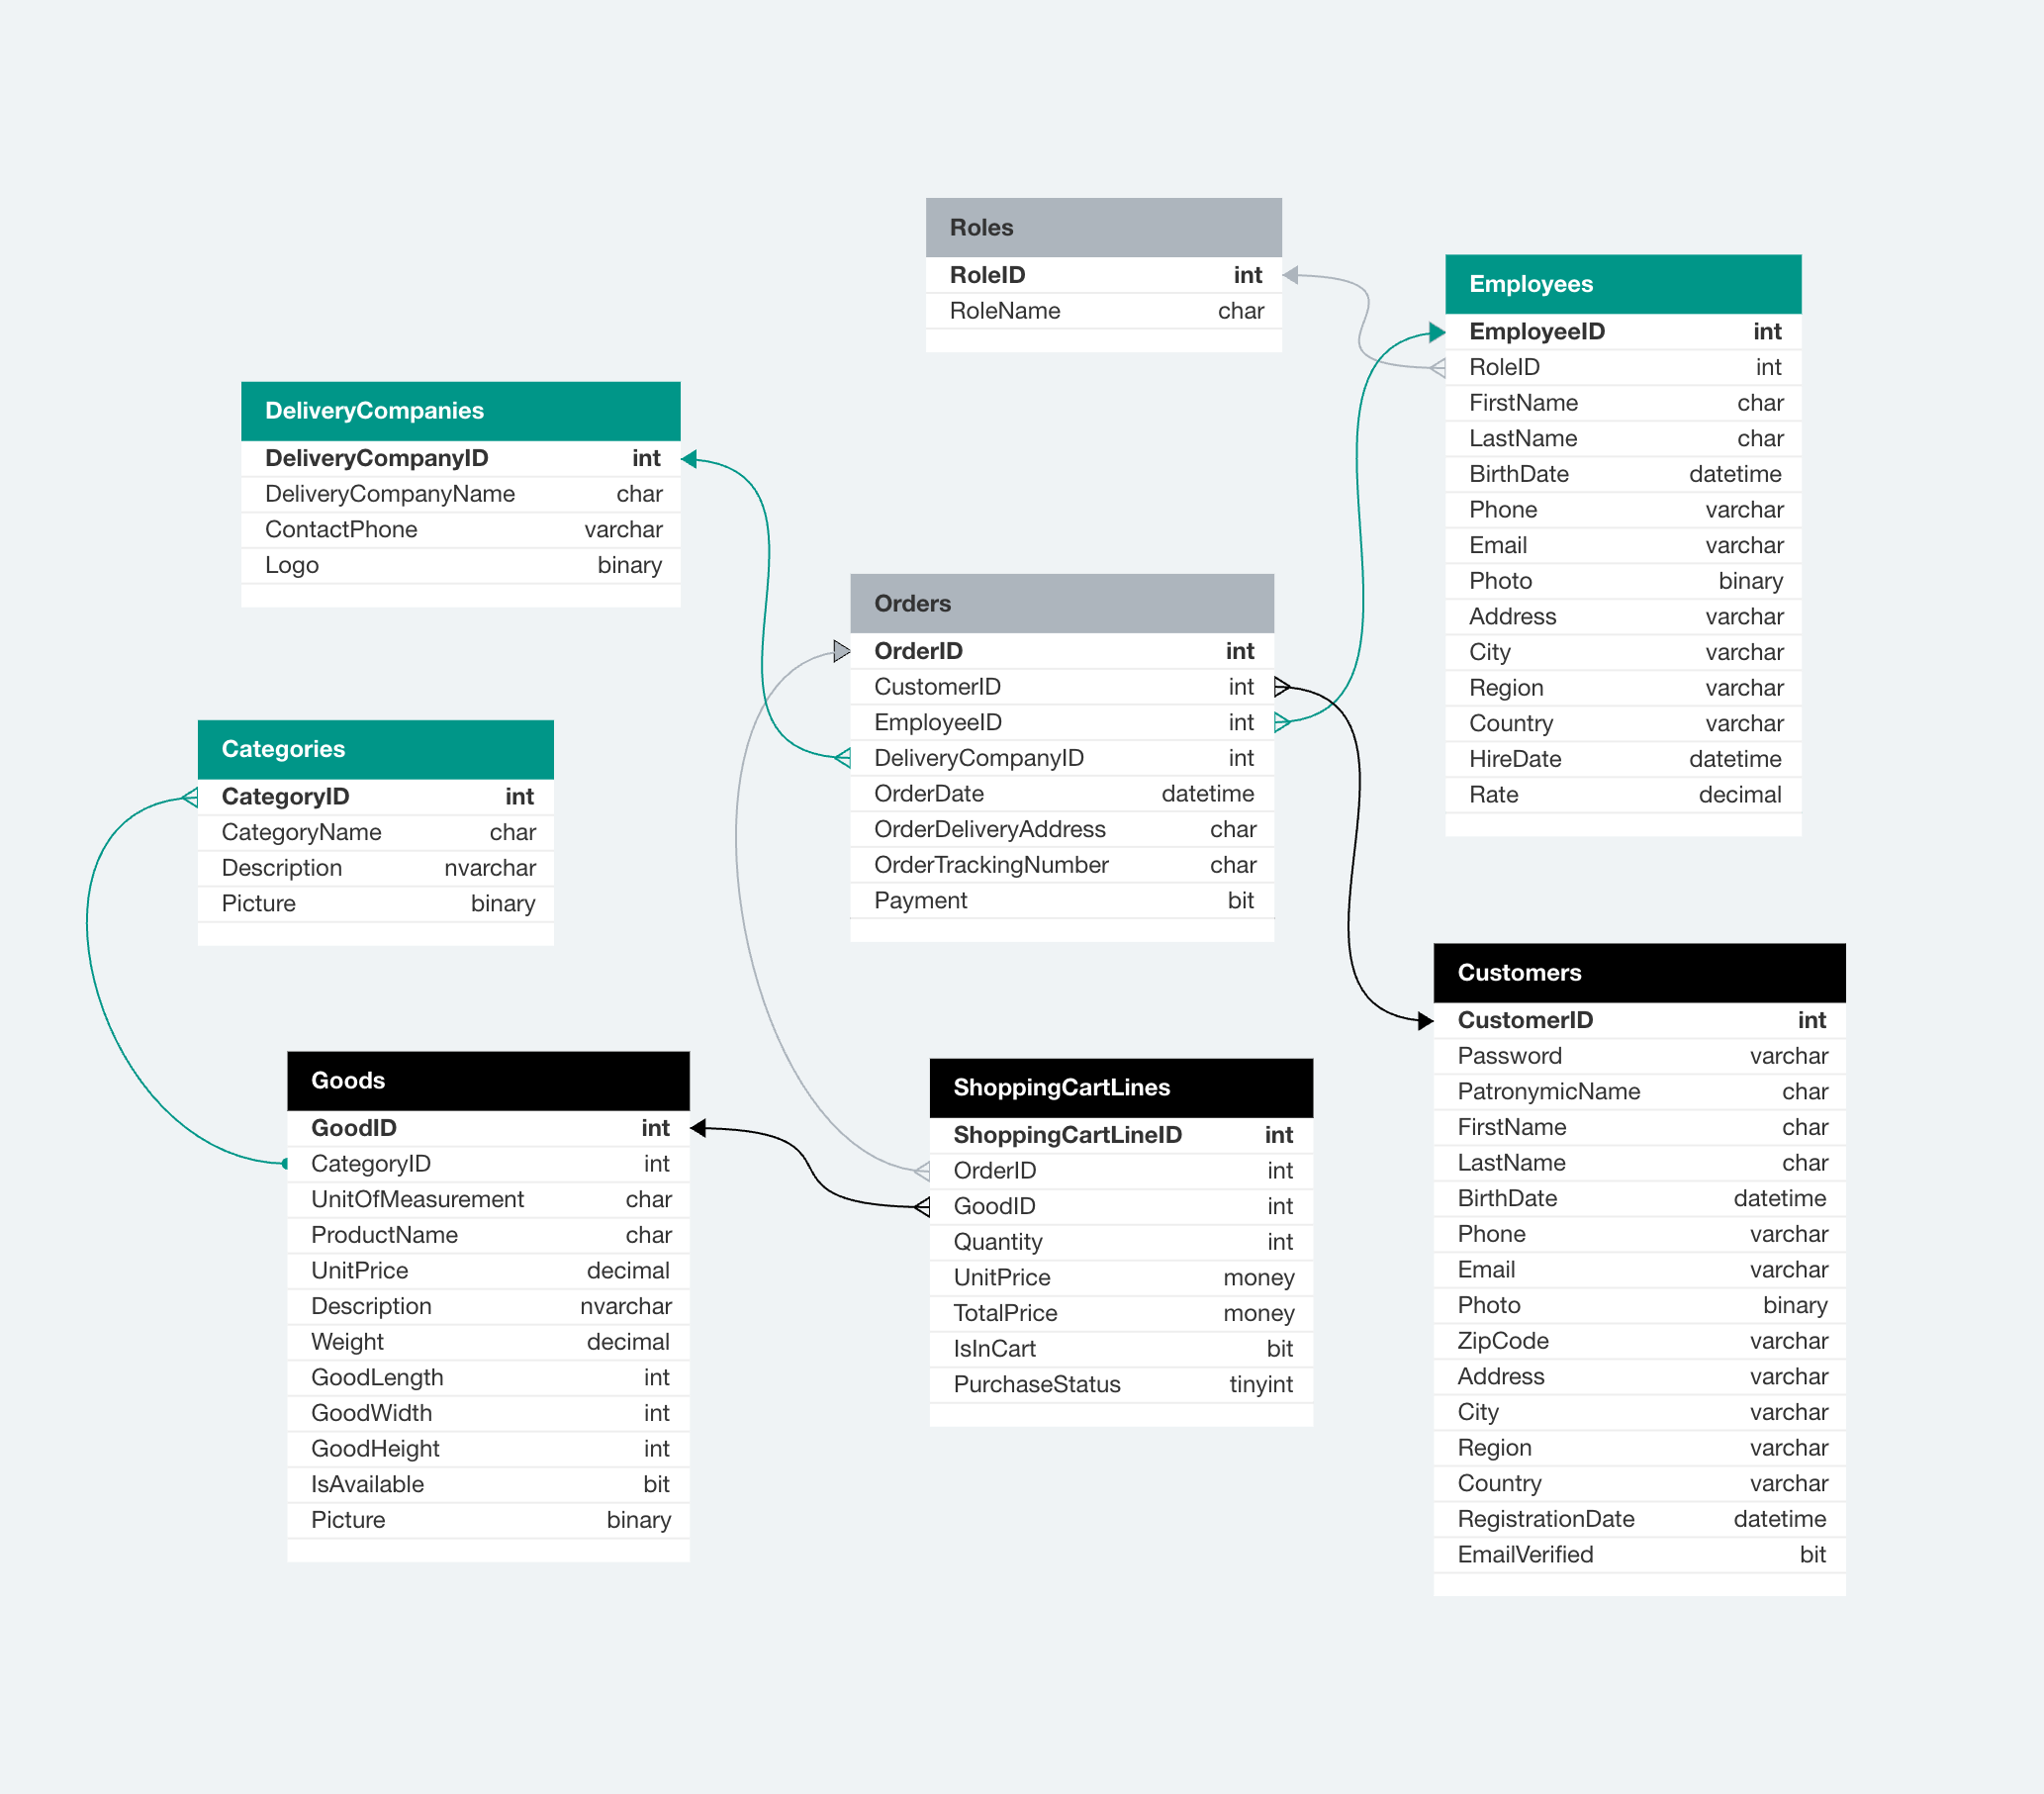 Roles
RoleID int
RoleName char
Employees
EmployeeID int
RoleID int
FirstName char
LastName char
BirthDate datetime
Phone varchar
Email varchar
Photo binary
Address varchar
City varchar
Region varchar
Country varchar
HireDate datetime
Rate decimal
DeliveryCompanies
DeliveryCompanyID int
DeliveryCompanyName char
ContactPhone varchar
Logo binary
Orders
OrderID int
CustomerID int
EmployeeID int
DeliveryCompanyID int
OrderDate datetime
OrderDeliveryAddress char
OrderTrackingNumber char
Payment bit
Categories
CategoryID int
CategoryName char
Description nvarchar
Picture binary
Customers
CustomerID int
Password varchar
PatronymicName char
FirstName char
LastName char
BirthDate datetime
Phone varchar
Email varchar
Photo binary
ZipCode varchar
Address varchar
City varchar
Region varchar
Country varchar
RegistrationDate datetime
EmailVerified bit
Goods
GoodID int
CategoryID int
UnitOfMeasurement char
ProductName char
UnitPrice decimal
Description nvarchar
Weight decimal
GoodLength int
GoodWidth int
GoodHeight int
IsAvailable bit
Picture binary
ShoppingCartLines
ShoppingCartLineID int
OrderID int
GoodID int
Quantity int
UnitPrice money
TotalPrice money
IsInCart bit
PurchaseStatus tinyint